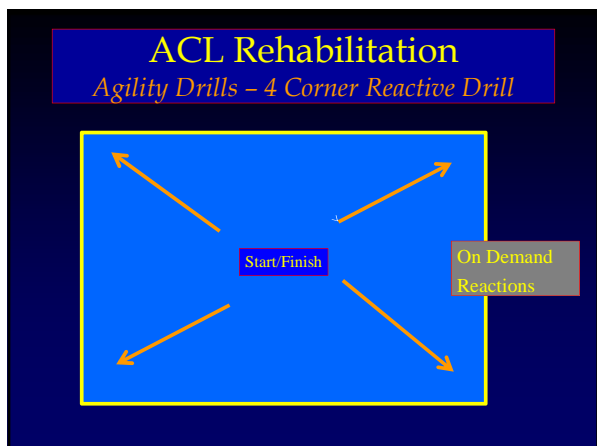 ACL Rehabilitation
Agility Drills – 4 Corner Reactive Drill
Start/Finish
On Demand
Reactions